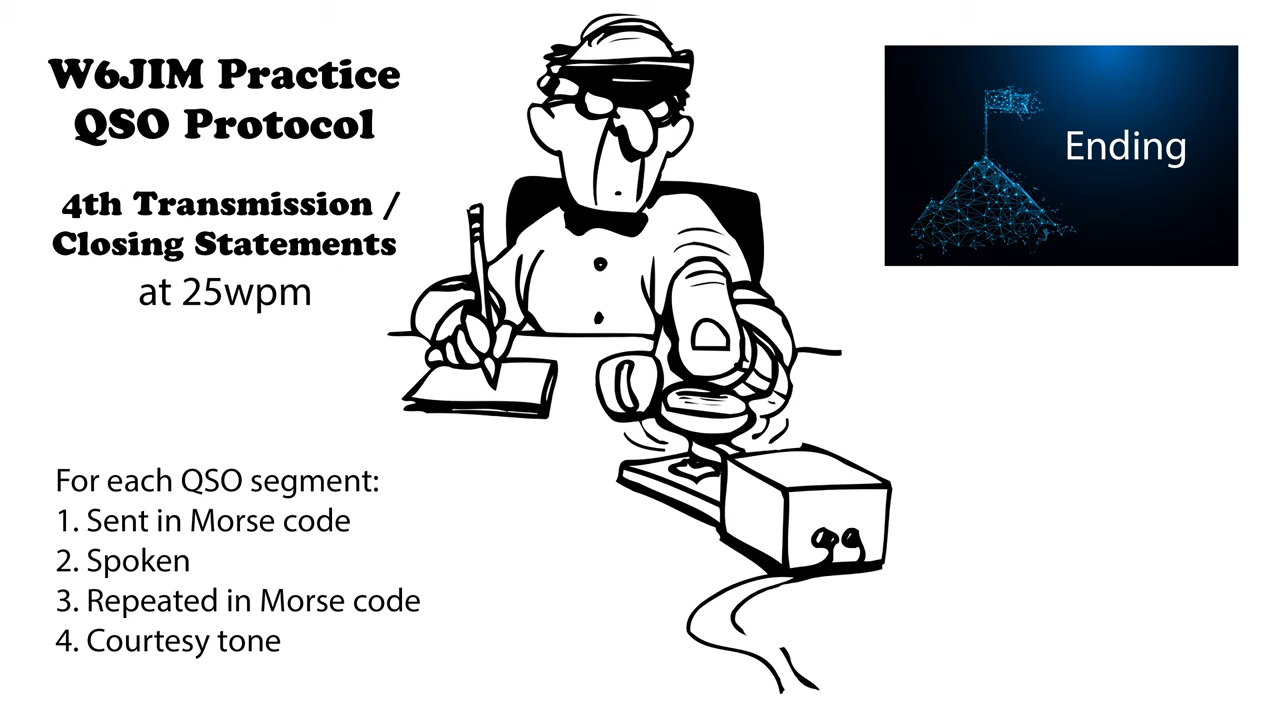 W6JIM Practice
QSO Protocol
4th Transmission /
Closing Statements
at 25wpm
Ending
For each QSO segment:
1. Sent in Morse code
2. Spoken
3. Repeated in Morse code
4. Courtesy tone